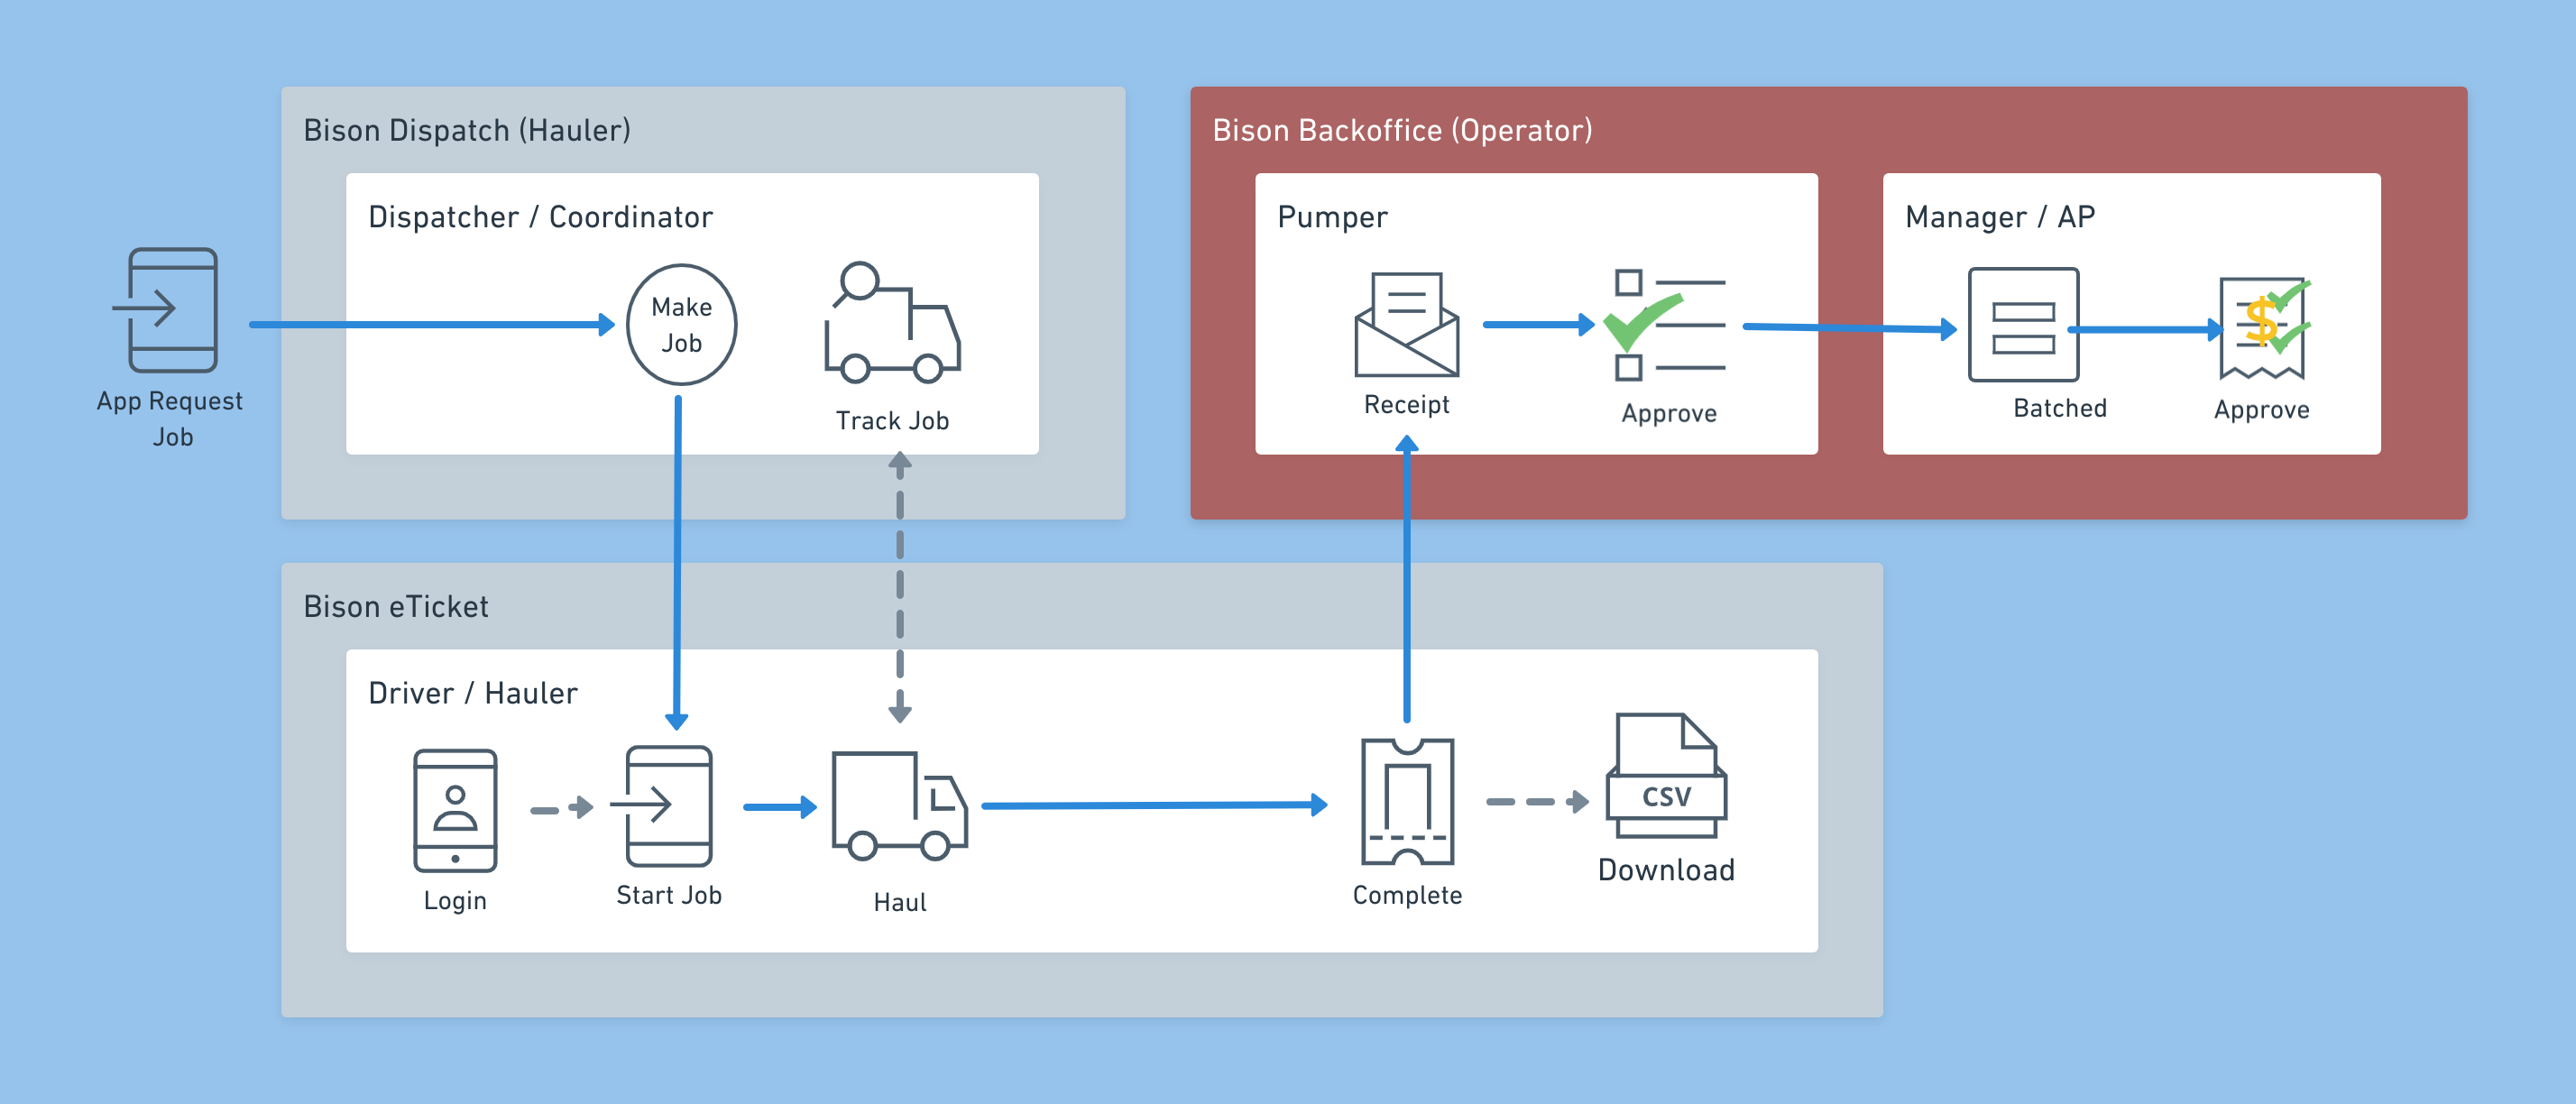 Bison Dispatch (Hauler)
Dispatcher / Coordinator
App Request
Job
Make
Job
Track Job
Bison Backoffice (Operator)
Pumper
Receipt
Approve
Manager / AP
Batched
Approve
Bison eTicket
Driver / Hauler
Login
Start Job
Haul
Complete
CSV
Download